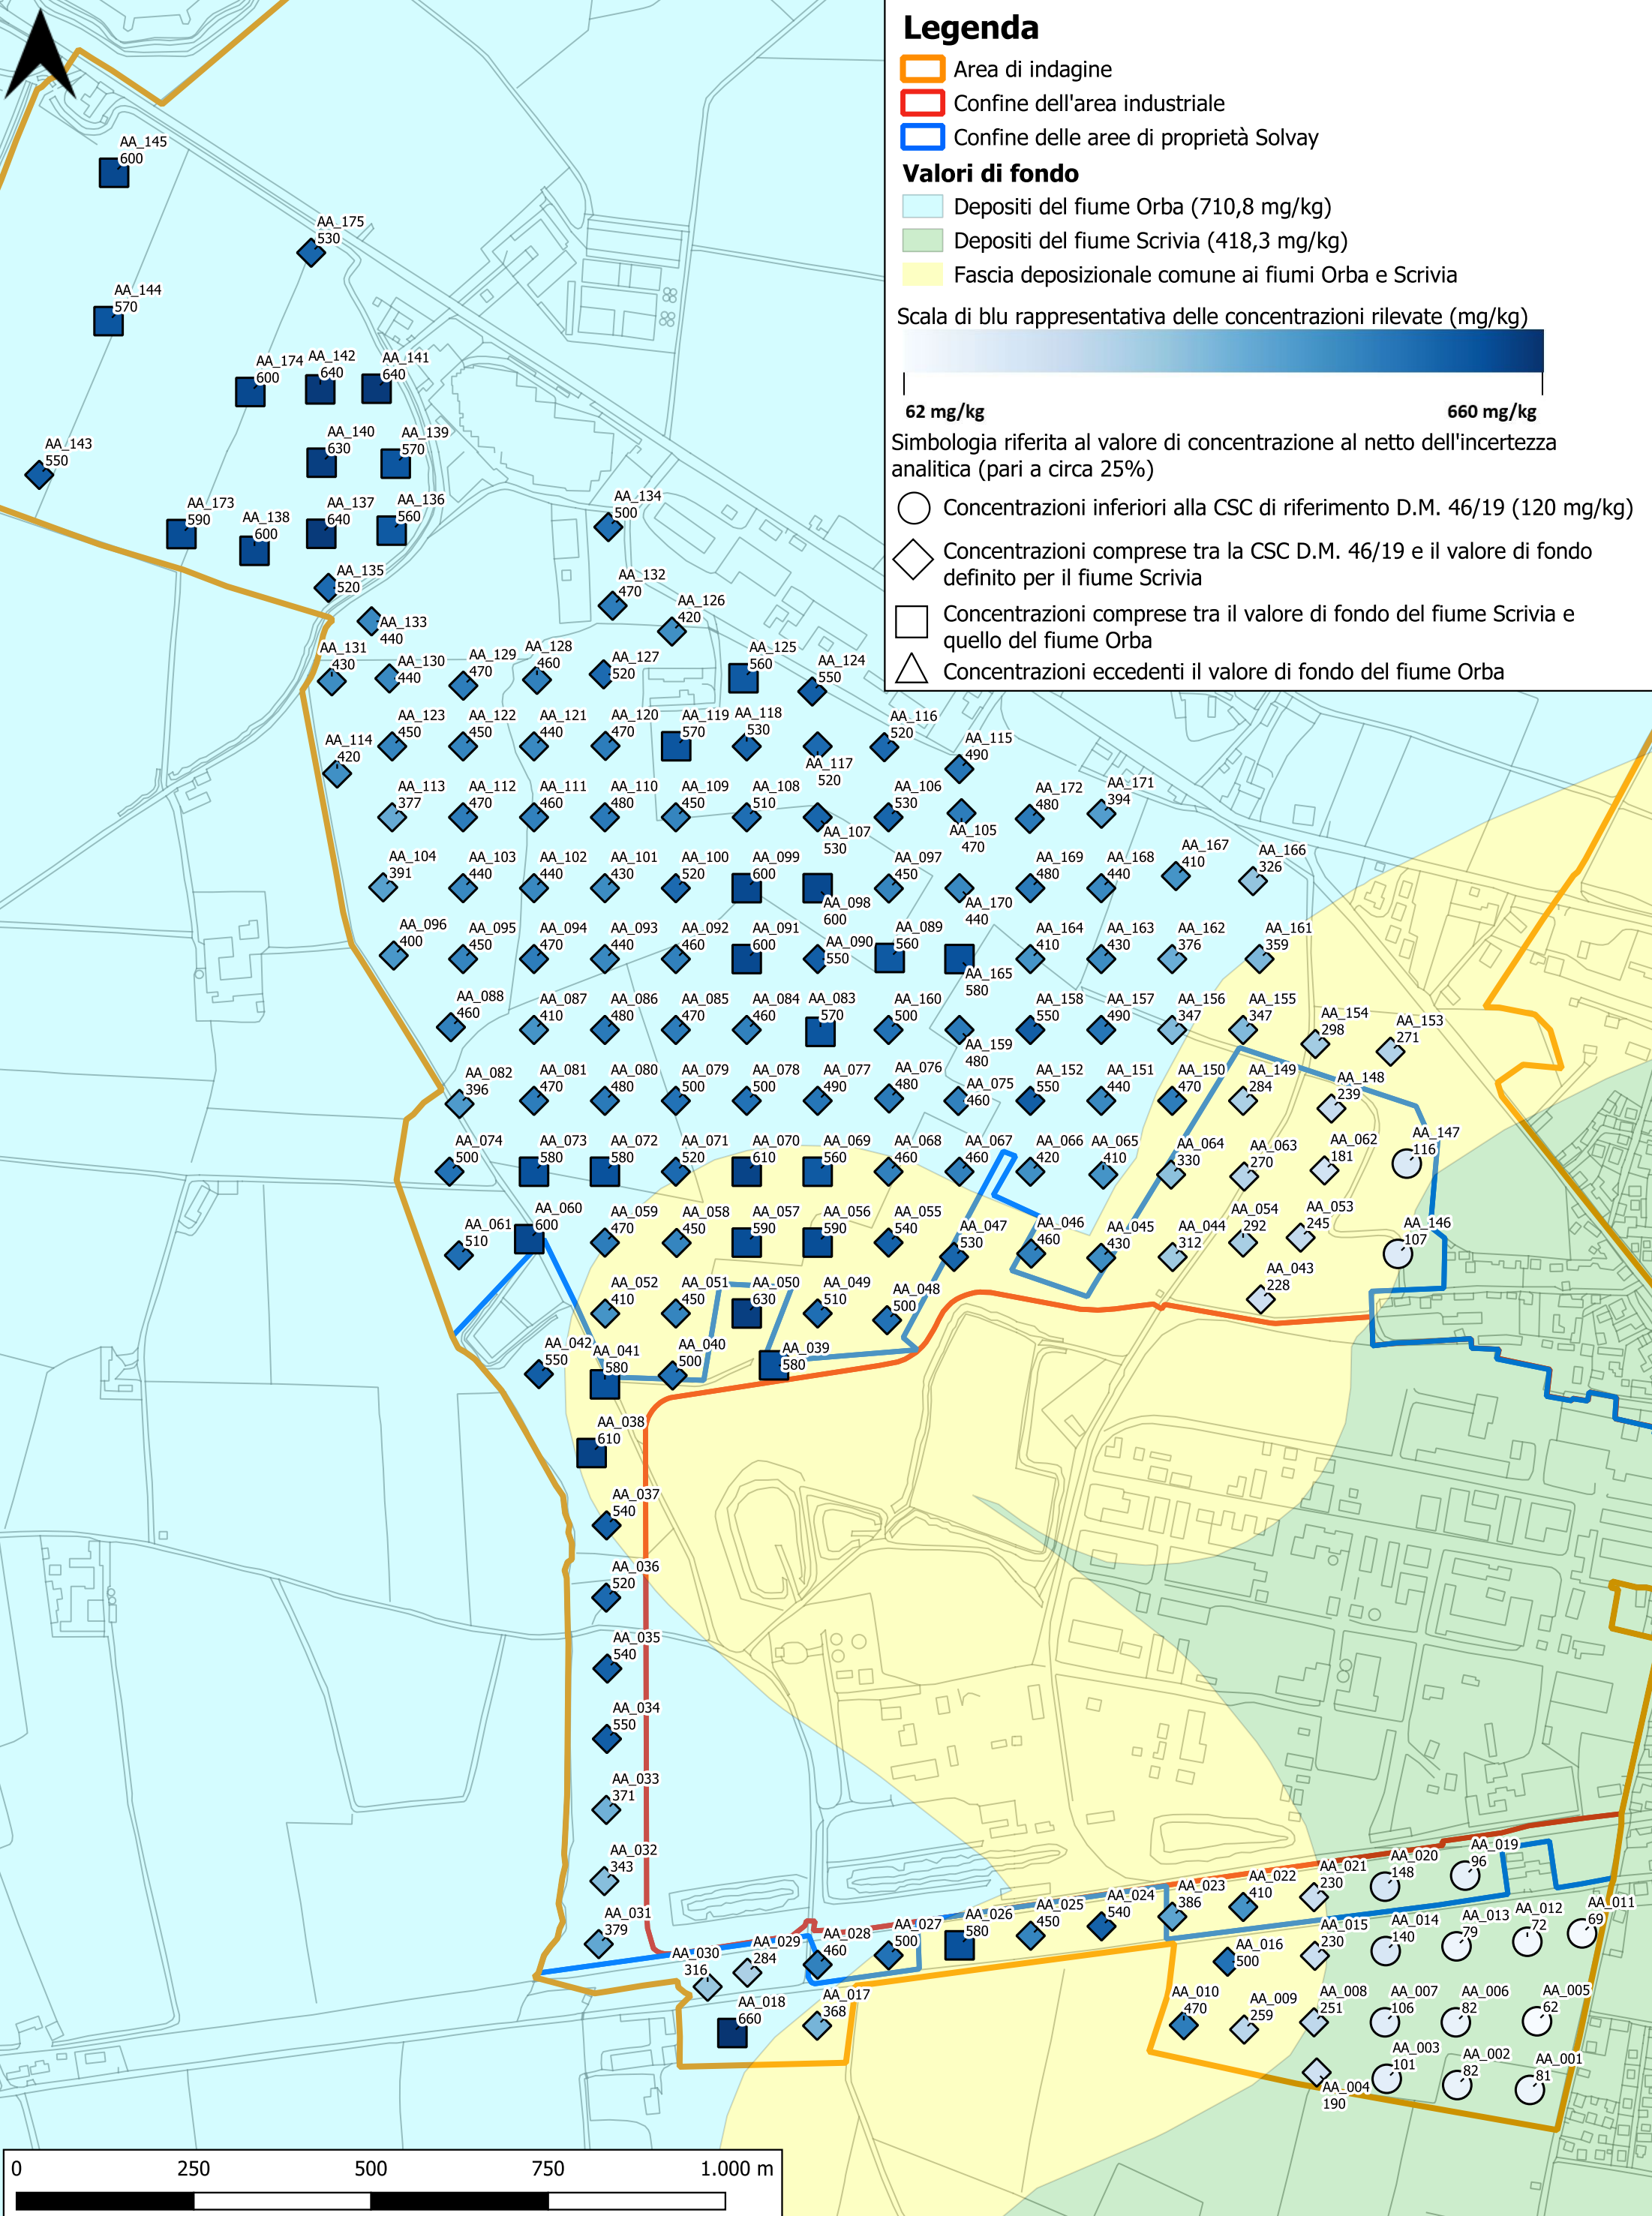 Legenda
Area di indagine
Confine dell'area industriale
Confine delle aree di proprietà Solvay
Valori di fondo
Depositi del fiume Orba (710,8 mg/kg)
Depositi del fiume Scrivia (418,3 mg/kg)
Fascia deposizionale comune ai fiumi Orba e Scrivia
Scala di blu rappresentativa delle concentrazioni rilevate (mg/kg)
62 mg/kg
660 mg/kg
Simbologia riferita al valore di concentrazione al netto dell'incertezza
analitica (pari a circa 25%)
Concentrazioni inferiori alla CSC di riferimento D.M. 46/19 (120 mg/kg)
Concentrazioni comprese tra la CSC D.M. 46/19 e il valore di fondo
definito per il fiume Scrivia
Concentrazioni comprese tra il valore di fondo del fiume Scrivia e
quello del fiume Orba
Concentrazioni eccedenti il valore di fondo del fiume Orba
AA_145
600
AA_175
530
AA_144
570
AA_174
600
AA_142
640
AA_141
640
AA_143
550
AA_140
630
AA_139
570
AA_173
590
AA_138
600
AA_137
640
AA_136
560
AA_134
500
AA_135
520
AA_132
470
AA_126
420
AA_133
440
AA_131
430
AA_130
440
AA_129
470
AA_128
460
AA_127
520
AA_125
560
AA_124
550
AA_114
420
AA_123
450
AA_122
450
AA_121
440
AA_120
470
AA_119
570
AA_118
530
AA_117
520
AA_116
520
AA_115
490
AA_113
377
AA_112
470
AA_111
460
AA_110
480
AA_109
450
AA_108
510
AA_107
530
AA_106
530
AA_105
470
AA_172
480
AA_171
394
AA_104
391
AA_103
440
AA_102
440
AA_101
430
AA_100
520
AA_099
600
AA_098
600
AA_097
450
AA_170
440
AA_169
480
AA_168
440
AA_167
410
AA_166
326
AA_096
400
AA_095
450
AA_094
470
AA_093
440
AA_092
460
AA_091
600
AA_090
550
AA_089
560
AA_165
580
AA_164
410
AA_163
430
AA_162
376
AA_161
359
AA_088
460
AA_087
410
AA_086
480
AA_085
470
AA_084
460
AA_083
570
AA_160
500
AA_159
480
AA_158
550
AA_157
490
AA_156
347
AA_155
347
AA_154
298
AA_153
271
AA_082
396
AA_081
470
AA_080
480
AA_079
500
AA_078
500
AA_077
490
AA_076
480
AA_075
460
AA_152
550
AA_151
440
AA_150
470
AA_149
284
AA_148
239
AA_074
500
AA_073
580
AA_072
580
AA_071
520
AA_070
610
AA_069
560
AA_068
460
AA_067
460
AA_066
420
AA_065
410
AA_064
330
AA_063
270
AA_062
181
AA_147
116
AA_061
510
AA_060
600
AA_059
470
AA_058
450
AA_057
590
AA_056
590
AA_055
540
AA_047
530
AA_046
460
AA_045
430
AA_044
312
AA_054
292
AA_053
245
AA_146
107
AA_043
228
AA_052
410
AA_051
450
AA_050
630
AA_049
510
AA_048
500
AA_042
550
AA_041
580
AA_040
500
AA_039
580
AA_038
610
AA_037
540
AA_036
520
AA_035
540
AA_034
550
AA_033
371
AA_032
343
AA_031
379
AA_030
316
AA_029
284
AA_028
460
AA_027
500
AA_026
580
AA_025
450
AA_024
540
AA_023
386
AA_022
410
AA_021
230
AA_020
148
AA_019
96
AA_018
660
AA_017
368
AA_016
500
AA_015
230
AA_014
140
AA_013
79
AA_012
72
AA_011
69
AA_010
470
AA_009
259
AA_008
251
AA_007
106
AA_006
82
AA_005
62
AA_004
190
AA_003
101
AA_002
82
AA_001
81
0 250 500 750 1.000 m